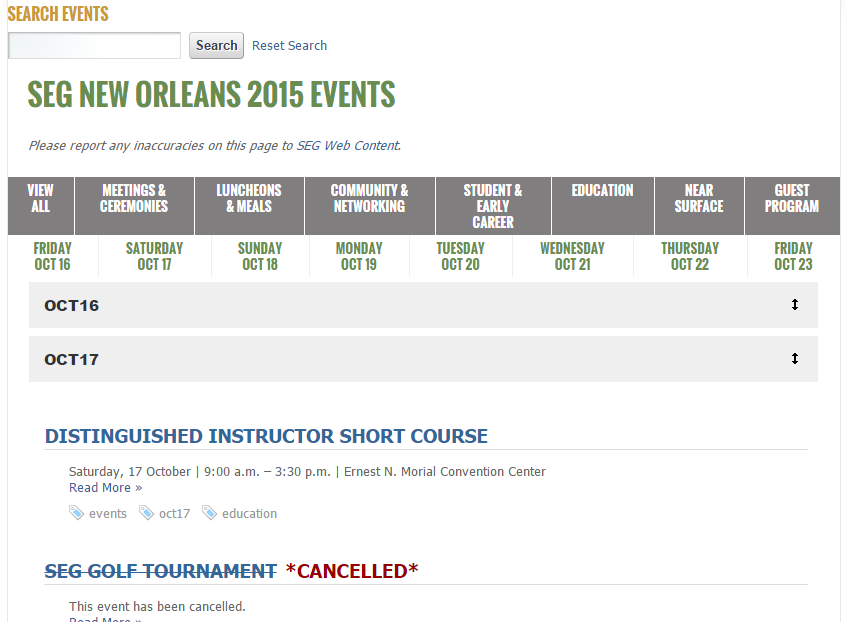 SEARCH EVENTS
Search Reset Search
SEG NEW ORLEANS 2015 EVENTS
Please report any inaccuracies on this page to SEG Web Content.
VIEW ALL MEETINGS & CEREMONIES LUNCHEONS & MEALS COMMUNITY & NETWORKING STUDENT & EARLY CAREER EDUCATION NEAR SURFACE GUEST PROGRAM
FRIDAY OCT 16 SATURDAY OCT 17 SUNDAY OCT 18 MONDAY OCT 19 TUESDAY OCT 20 WEDNESDAY OCT 21 THURSDAY OCT 22 FRIDAY OCT 23
OCT16
OCT17
DISTINGUISHED INSTRUCTOR SHORT COURSE
Saturday, 17 October | 9:00 a.m. – 3:30 p.m. | Ernest N. Morial Convention Center
Read More »
events oct17 education
SEG GOLF TOURNAMENT *CANCELLED*
This event has been cancelled.
Read More »